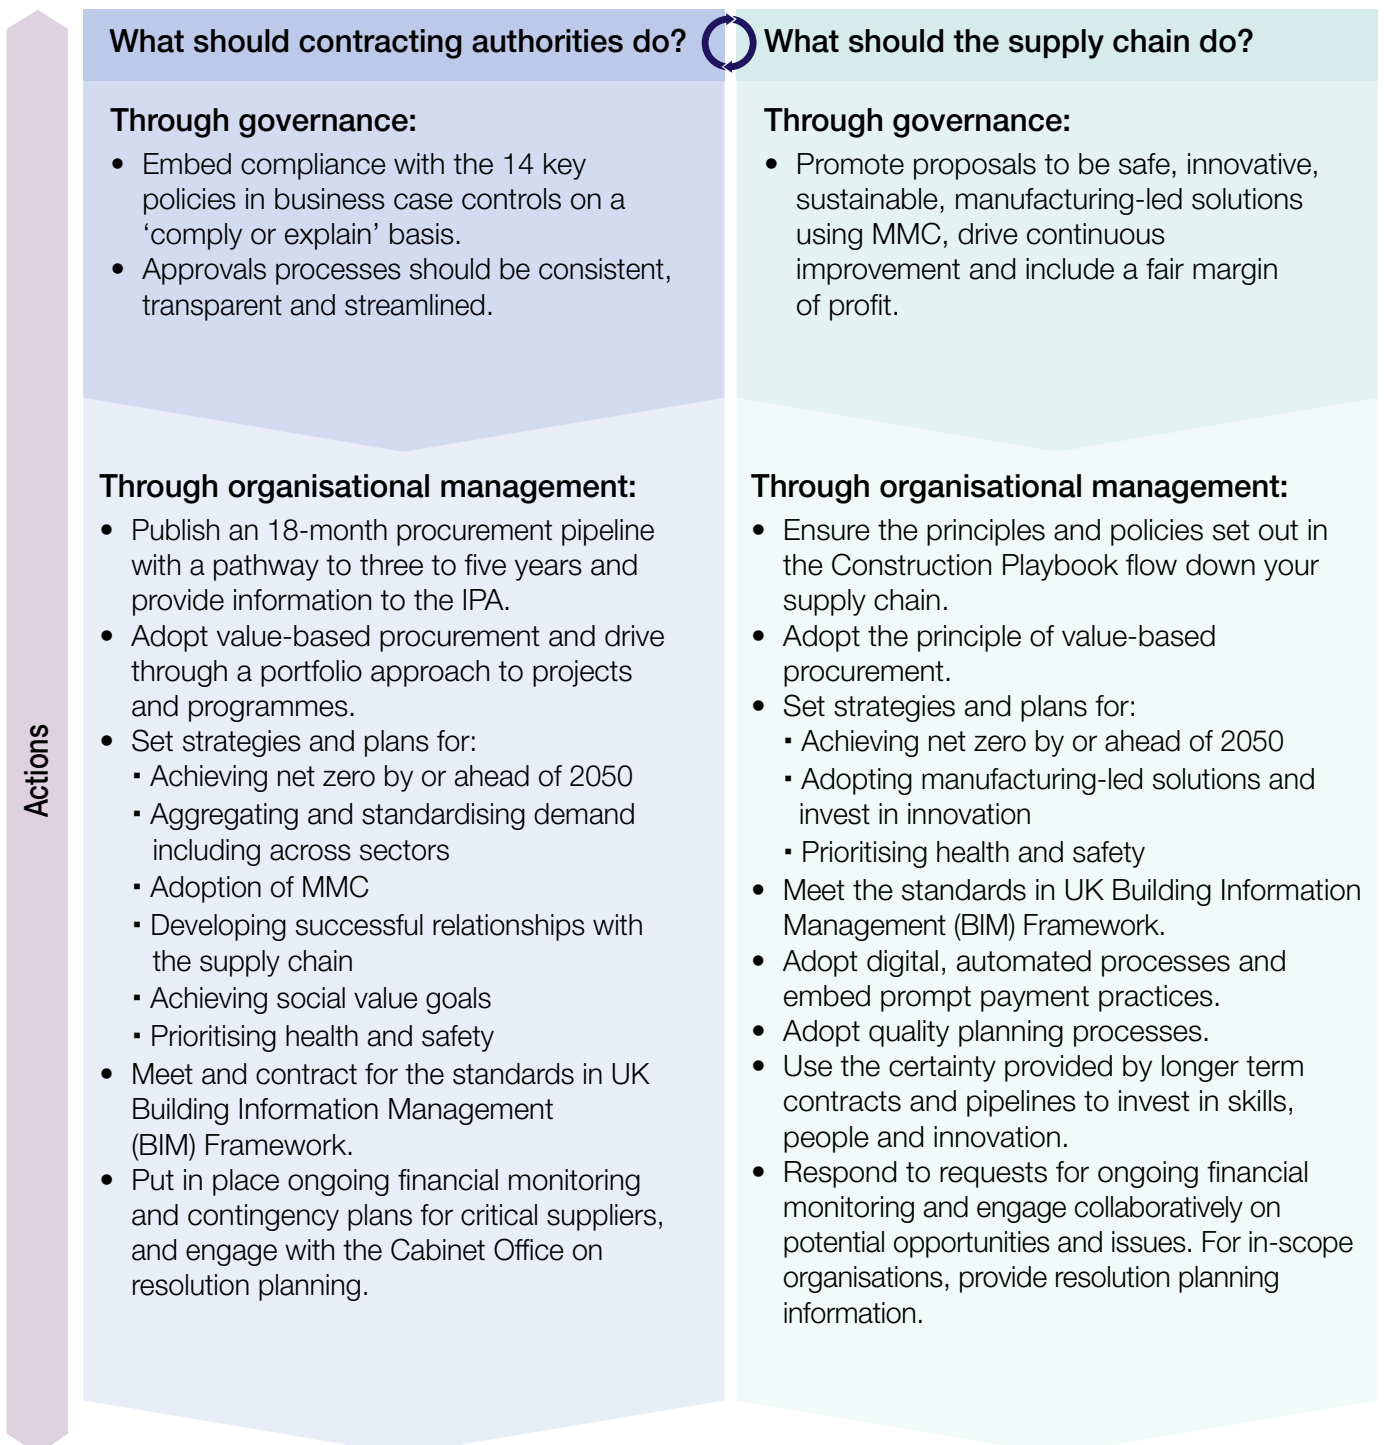 Actions
What should contracting authorities do?
Through governance:
• Embed compliance with the 14 key
policies in business case controls on a
‘comply or explain’ basis.
• Approvals processes should be consistent,
transparent and streamlined.
Through organisational management:
• Publish an 18-month procurement pipeline
with a pathway to three to five years and
provide information to the IPA.
• Adopt value-based procurement and drive
through a portfolio approach to projects
and programmes.
• Set strategies and plans for:
▪ Achieving net zero by or ahead of 2050
▪ Aggregating and standardising demand
including across sectors
▪ Adoption of MMC
▪ Developing successful relationships with
the supply chain
▪ Achieving social value goals
▪ Prioritising health and safety
• Meet and contract for the standards in UK
Building Information Management
(BIM) Framework.
• Put in place ongoing financial monitoring
and contingency plans for critical suppliers,
and engage with the Cabinet Office on
resolution planning.
What should the supply chain do?
Through governance:
• Promote proposals to be safe, innovative,
sustainable, manufacturing-led solutions
using MMC, drive continuous
improvement and include a fair margin
of profit.
Through organisational management:
• Ensure the principles and policies set out in
the Construction Playbook flow down your
supply chain.
• Adopt the principle of value-based
procurement.
• Set strategies and plans for:
▪ Achieving net zero by or ahead of 2050
▪ Adopting manufacturing-led solutions and
invest in innovation
▪ Prioritising health and safety
• Meet the standards in UK Building Information
Management (BIM) Framework.
• Adopt digital, automated processes and
embed prompt payment practices.
• Adopt quality planning processes.
• Use the certainty provided by longer term
contracts and pipelines to invest in skills,
people and innovation.
• Respond to requests for ongoing financial
monitoring and engage collaboratively on
potential opportunities and issues. For in-scope
organisations, provide resolution planning
information.